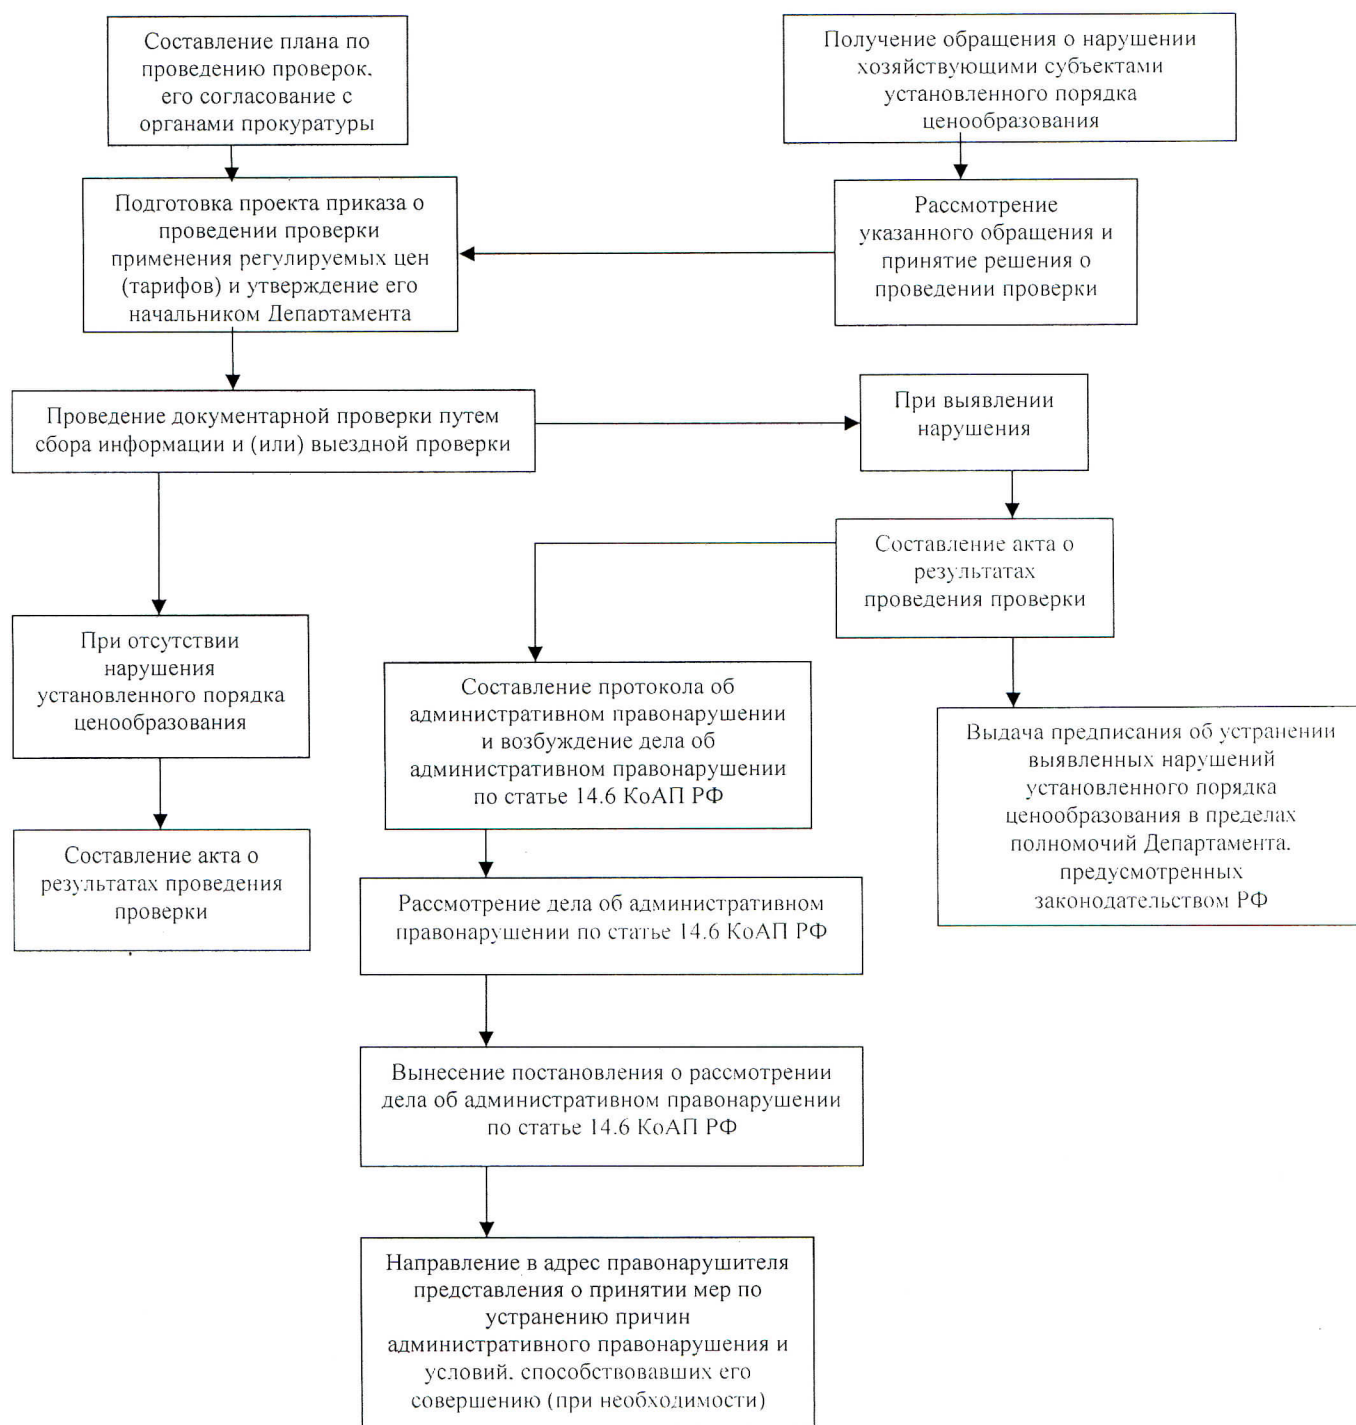 Составление плана по
проведению проверок.
его согласование с
органами прокуратуры
Получение обращения о нарушении
хозяйствующими субъектами
установленного порядка
ценообразования
Подготовка проекта приказа о
проведении проверки
применения регулируемых цен
(тарифов) и утверждение его
начальником Департамента
Рассмотрение
указанного обращения и
принятие решения о
проведении проверки
Проведение документарной проверки путем
сбора информации и (или) выездной проверки
При выявлении
нарушения
Составление акта о
результатах
проведения проверки
При отсутствии
нарушения
установленного порядка
ценообразования
Составление протокола об
административном правонарушении
и возбуждение дела об
административном правонарушении
по статье 14.6 КоАП РФ
Выдача предписания об устранении
выявленных нарушений
установленного порядка
ценообразования в пределах
полномочий Департамента.
предусмотренных
законодательством РФ
Составление акта о
результатах проведения
проверки
Рассмотрение дела об административном
правонарушении по статье 14.6 КоАП РФ
Вынесение постановления о рассмотрении
дела об административном правонарушении
по статье 14.6 КоАП РФ
Направление в адрес правонарушителя
представления о принятии мер по
устранению причин
административного правонарушения и
условий. способствовавших его
совершению (при необходимости)